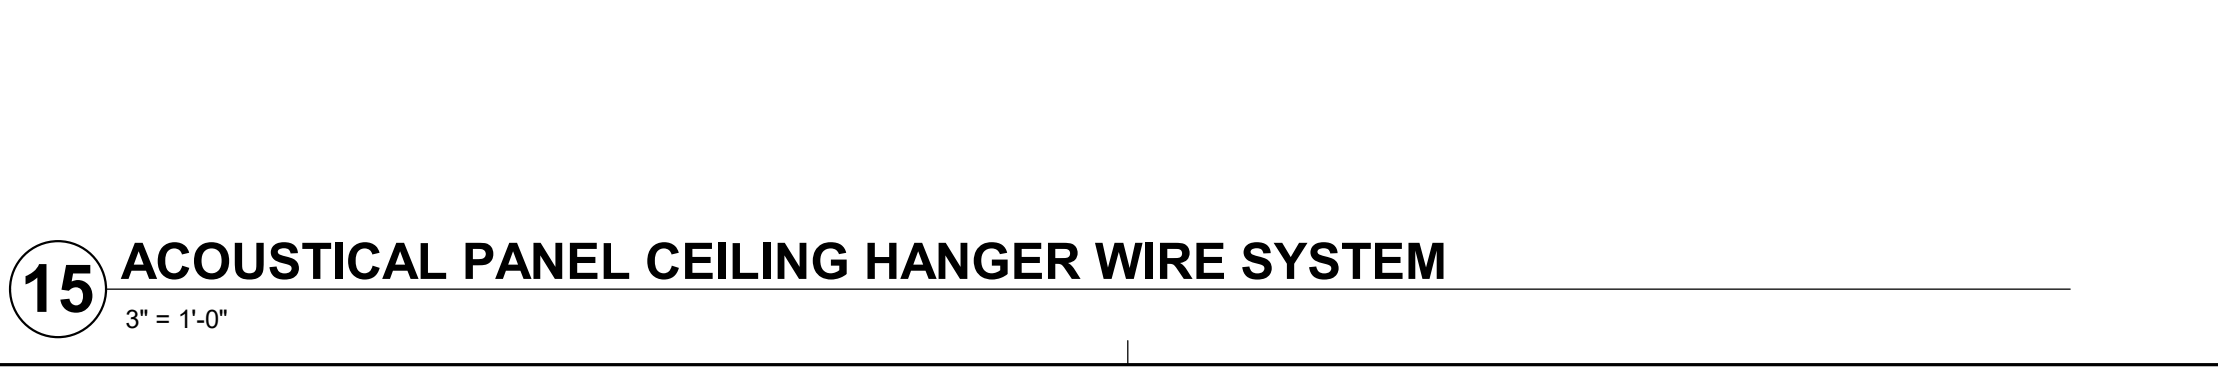 15
ACOUSTICAL PANEL CEILING HANGER WIRE SYSTEM
3" = 1'-0"